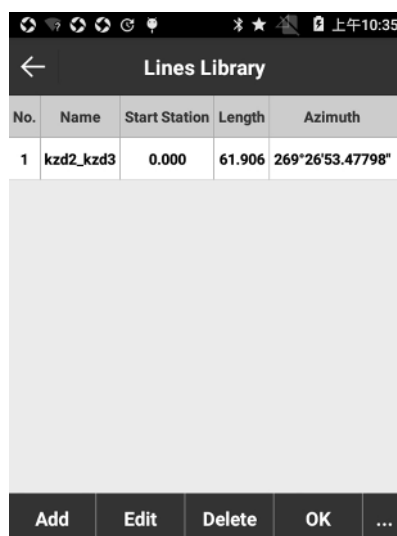 上午10:35
Lines Library
No. Name Start Station Length Azimuth
1 kzd2_kzd3 0.000 61.906 269°26'53.47798"
Add Edit Delete OK ...